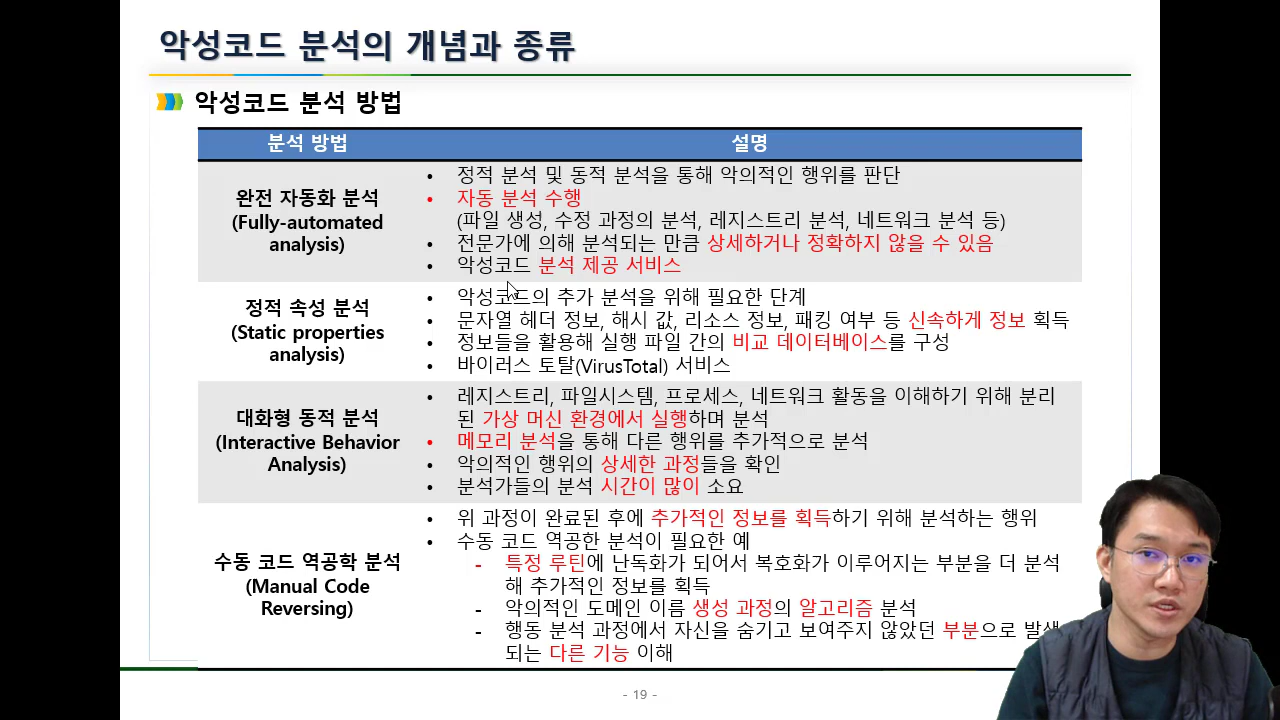 악성코드 분석의 개념과 종류
악성코드 분석 방법
분석 방법
설명
완전 자동화 분석
(Fully-automated
analysis)
• 정적 분석 및 동적 분석을 통해 악의적인 행위를 판단
• 자동 분석 수행
(파일 생성, 수정 과정의 분석, 레지스트리 분석, 네트워크 분석 등)
• 전문가에 의해 분석되는 만큼 상세하거나 정확하지 않을 수 있음
• 악성코드 분석 제공 서비스
정적 속성 분석
(Static properties
analysis)
• 악성코드의 추가 분석을 위해 필요한 단계
• 문자열 헤더 정보, 해시 값, 리소스 정보, 패킹 여부 등 신속하게 정보 획득
• 정보들을 활용해 실행 파일 간의 비교 데이터베이스를 구성
• 바이러스 토탈(VirusTotal) 서비스
대화형 동적 분석
(Interactive Behavior
Analysis)
• 레지스트리, 파일시스템, 프로세스, 네트워크 활동을 이해하기 위해 분리
된 가상 머신 환경에서 실행하며 분석
• 메모리 분석을 통해 다른 행위를 추가적으로 분석
• 악의적인 행위의 상세한 과정들을 확인
• 분석가들의 분석 시간이 많이 소요
수동 코드 역공학 분석
(Manual Code
Reversing)
• 위 과정이 완료된 후에 추가적인 정보를 획득하기 위해 분석하는 행위
• 수동 코드 역공한 분석이 필요한 예
- 특정 루틴에 난독화가 되어서 복호화가 이루어지는 부분을 더 분석
해 추가적인 정보를 획득
- 악의적인 도메인 이름 생성 과정의 알고리즘 분석
- 행동 분석 과정에서 자신을 숨기고 보여주지 않았던 부분으로 발생
되는 다른 기능 이해
- 19 -